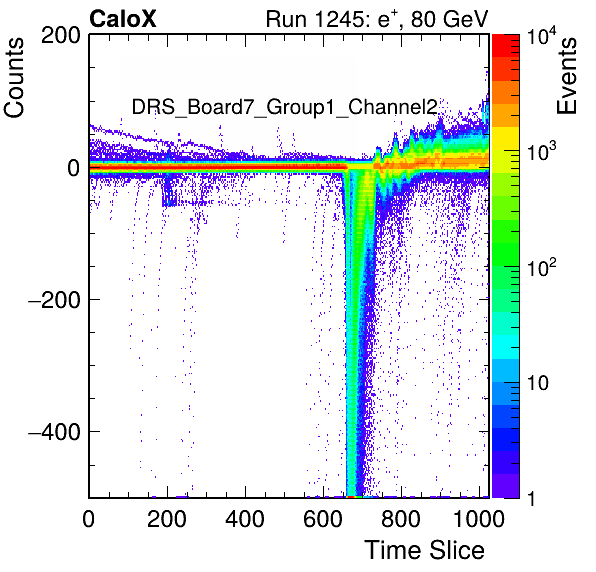 CaloX Run 1245: e⁺, 80 GeV
200
10⁴
Counts
Events
DRS_Board7_Group1_Channel2
10³
0
10²
−200
10
−400
1
0 200 400 600 800 1000
Time Slice